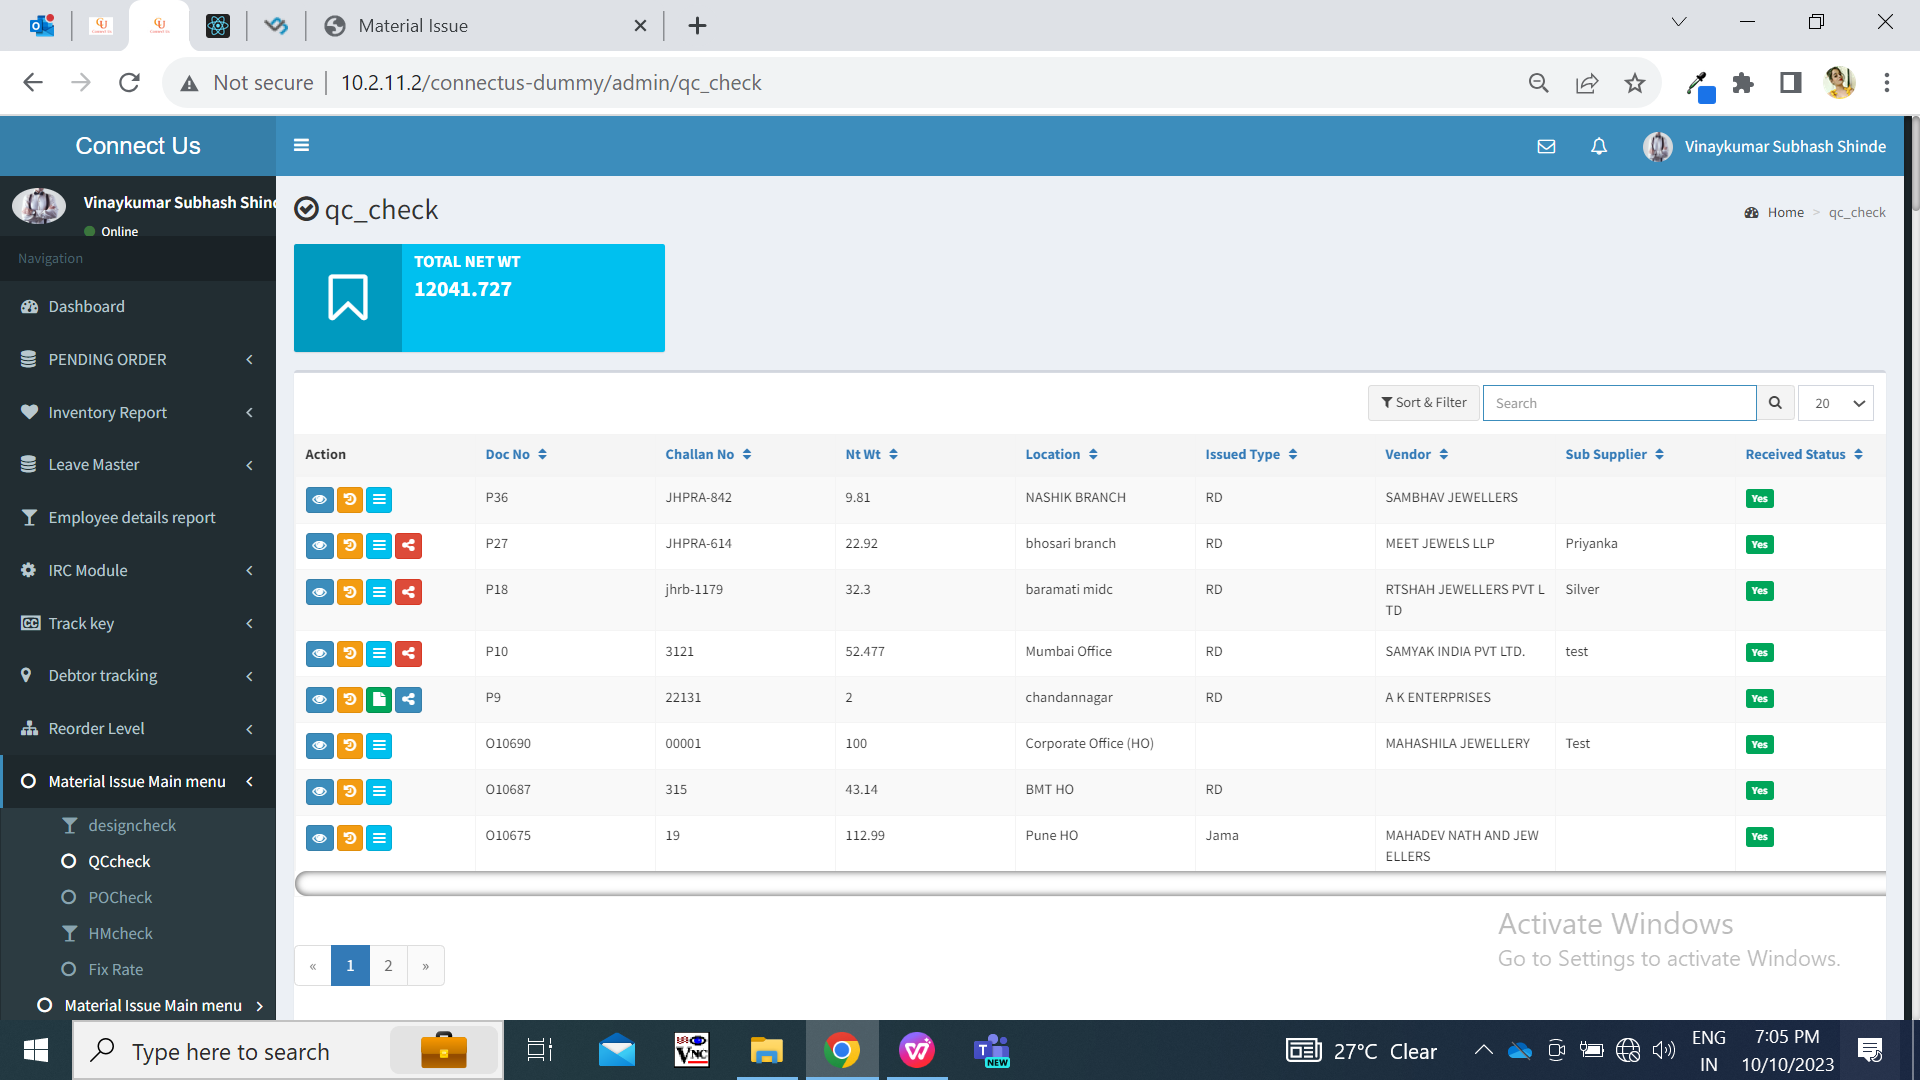 Material Issue
Not secure
10.2.11.2/connectus-dummy/admin/qc_check
Connect Us
Vinaykumar Subhash Shinde
Vinaykumar Subhash Shind
Online
Navigation
Dashboard
PENDING ORDER
Inventory Report
Leave Master
Employee details report
IRC Module
Track key
Debtor tracking
Reorder Level
Material Issue Main menu
designcheck
QCcheck
POCheck
HMcheck
Fix Rate
Material Issue Main menu
qc_check
Home > qc_check
TOTAL NET WT
12041.727
Sort & Filter
Search
20
Action Doc No Challan No Nt Wt Location Issued Type Vendor Sub Supplier Received Status
P36 JHPRA-842 9.81 NASHIK BRANCH RD SAMBHAV JEWELLERS Yes
P27 JHPRA-614 22.92 bhosari branch RD MEET JEWELS LLP Priyanka Yes
P18 jhrb-1179 32.3 baramati midc RD RTSHAH JEWELLERS PVT L Silver Yes
TD
P10 3121 52.477 Mumbai Office RD SAMYAK INDIA PVT LTD. test Yes
P9 22131 2 chandannagar RD A K ENTERPRISES Yes
O10690 00001 100 Corporate Office (HO) MAHASHILA JEWELLERY Test Yes
O10687 315 43.14 BMT HO RD Yes
O10675 19 112.99 Pune HO Jama MAHADEV NATH AND JEW Yes
ELLERS
« 1 2 »
Activate Windows
Go to Settings to activate Windows.
Type here to search
VNC
NEW
27°C Clear
ENG
IN
7:05 PM
10/10/2023